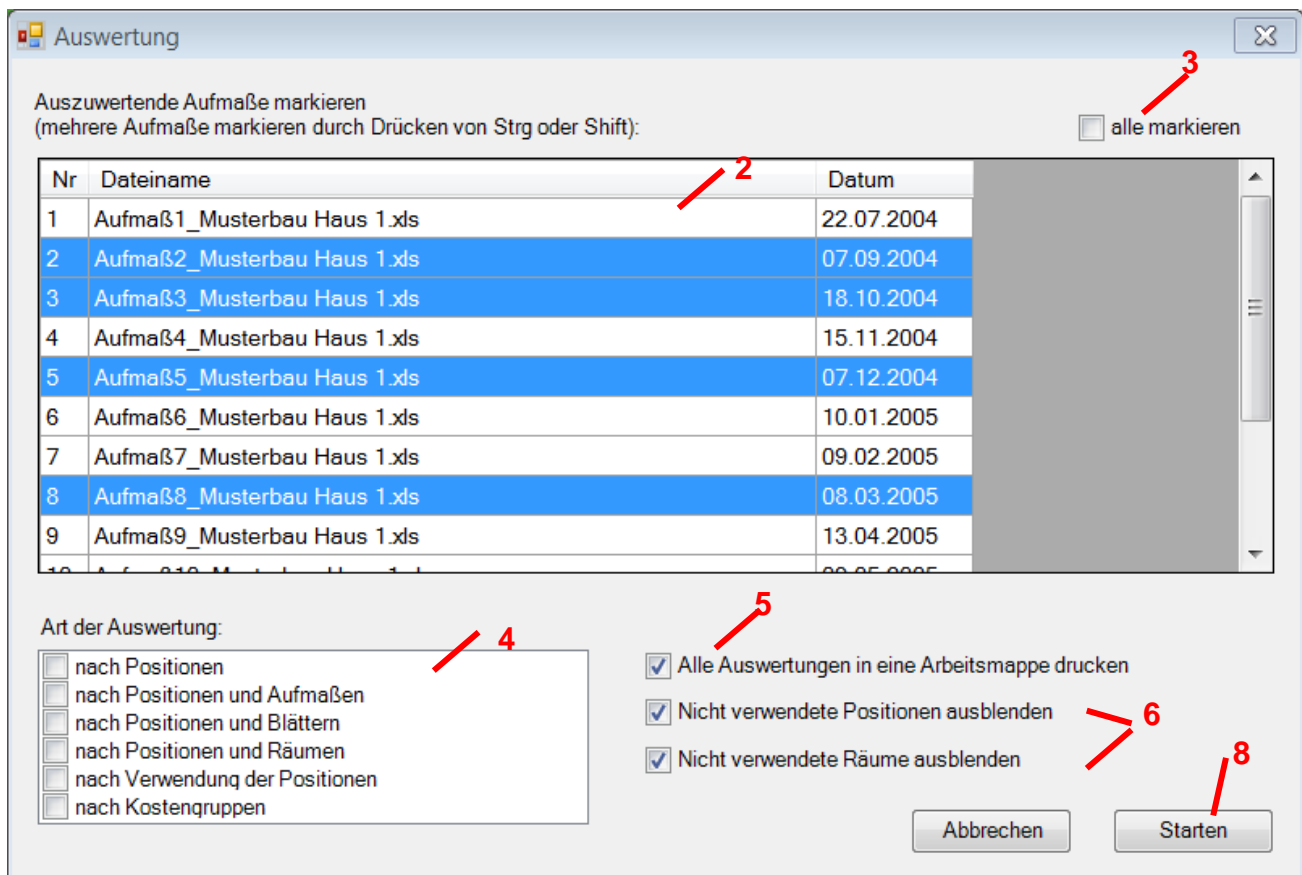 Auswertung
3
Auszuwertende Aufmaße markieren
(mehrere Aufmaße markieren durch Drücken von Strg oder Shift):
alle markieren
2
Nr Dateiname Datum
1 Aufmaß1_Musterbau Haus 1.xls 22.07.2004
2 Aufmaß2_Musterbau Haus 1.xls 07.09.2004
3 Aufmaß3_Musterbau Haus 1.xls 18.10.2004
4 Aufmaß4_Musterbau Haus 1.xls 15.11.2004
5 Aufmaß5_Musterbau Haus 1.xls 07.12.2004
6 Aufmaß6_Musterbau Haus 1.xls 10.01.2005
7 Aufmaß7_Musterbau Haus 1.xls 09.02.2005
8 Aufmaß8_Musterbau Haus 1.xls 08.03.2005
9 Aufmaß9_Musterbau Haus 1.xls 13.04.2005
Art der Auswertung:
4
nach Positionen
nach Positionen und Aufmaßen
nach Positionen und Blättern
nach Positionen und Räumen
nach Verwendung der Positionen
nach Kostengruppen
5
Alle Auswertungen in eine Arbeitsmappe drucken
Nicht verwendete Positionen ausblenden
6
Nicht verwendete Räume ausblenden
8
Abbrechen
Starten